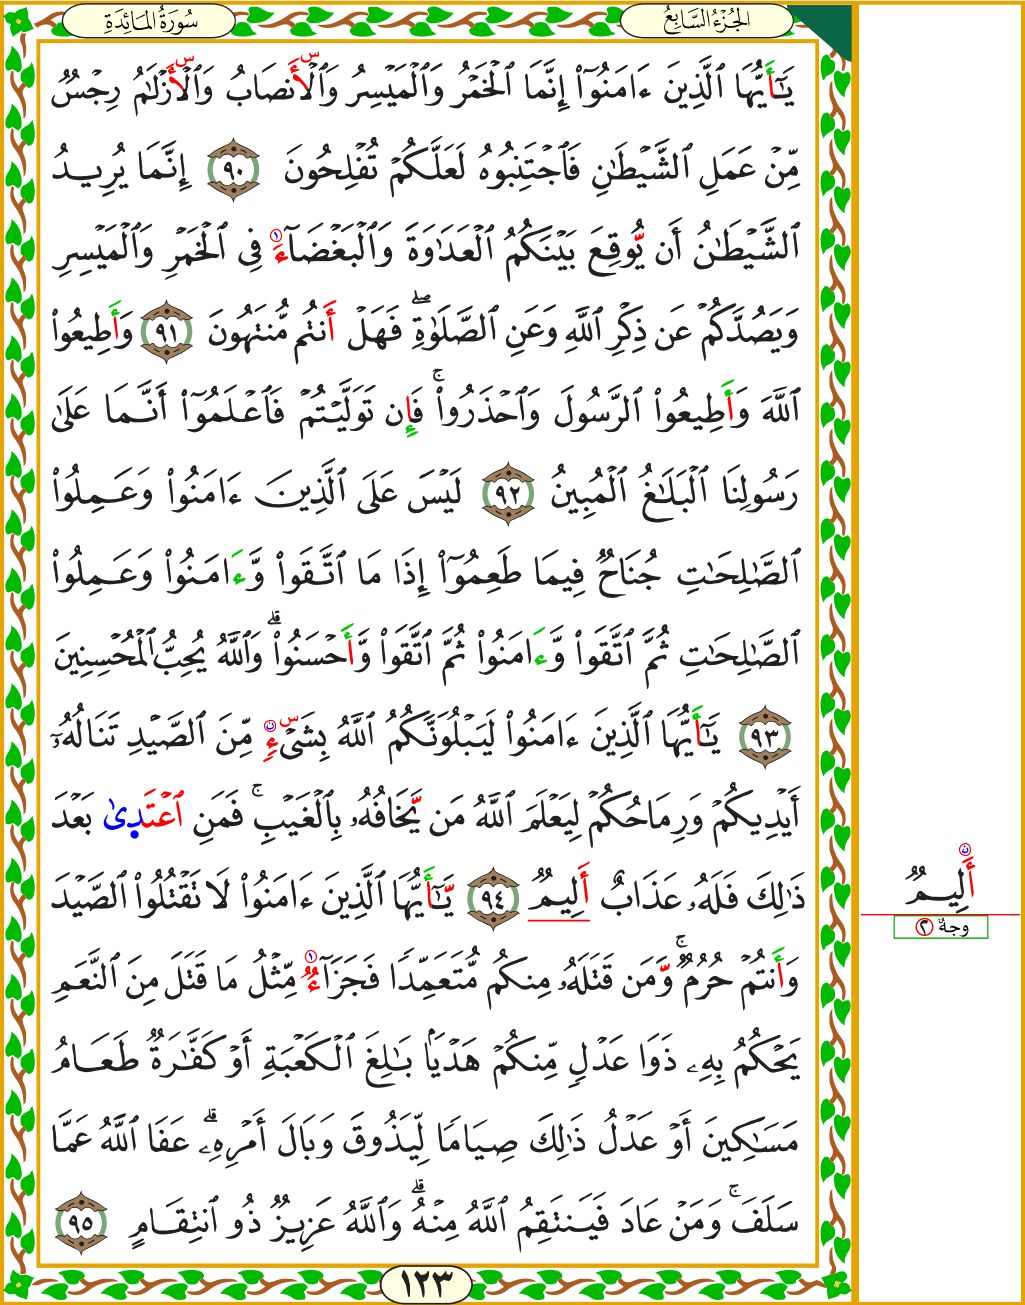 الجُزْءُ السَّابِعُ
سُورَةُ المَائِدَةِ
يَـٰٓأَيُّهَا ٱلَّذِينَ ءَامَنُوٓا۟ إِنَّمَا ٱلْخَمْرُ وَٱلْمَيْسِرُ وَٱلْأَنصَابُ وَٱلْأَزْلَـٰمُ رِجْسٌ
مِّنْ عَمَلِ ٱلشَّيْطَـٰنِ فَٱجْتَنِبُوهُ لَعَلَّكُمْ تُفْلِحُونَ ٩٠ إِنَّمَا يُرِيدُ
ٱلشَّيْطَـٰنُ أَن يُّوقِعَ بَيْنَكُمُ ٱلْعَدَٰوَةَ وَٱلْبَغْضَآءَ فِى ٱلْخَمْرِ وَٱلْمَيْسِرِ
وَيَصُدَّكُمْ عَن ذِكْرِ ٱللَّهِ وَعَنِ ٱلصَّلَوٰةِ ۖ فَهَلْ أَنتُم مُّنتَهُونَ ٩١ وَأَطِيعُوا۟
ٱللَّهَ وَأَطِيعُوا۟ ٱلرَّسُولَ وَٱحْذَرُوا۟ ۚ فَإِن تَوَلَّيْتُمْ فَٱعْلَمُوٓا۟ أَنَّمَا عَلَىٰ
رَسُولِنَا ٱلْبَلَـٰغُ ٱلْمُبِينُ ٩٢ لَيْسَ عَلَى ٱلَّذِينَ ءَامَنُوا۟ وَعَمِلُوا۟
ٱلصَّـٰلِحَـٰتِ جُنَاحٌ فِيمَا طَعِمُوٓا۟ إِذَا مَا ٱتَّقَوا۟ وَّءَامَنُوا۟ وَعَمِلُوا۟
ٱلصَّـٰلِحَـٰتِ ثُمَّ ٱتَّقَوا۟ وَّءَامَنُوا۟ ثُمَّ ٱتَّقَوا۟ وَّأَحْسَنُوا۟ ۗ وَٱللَّهُ يُحِبُّ ٱلْمُحْسِنِينَ
٩٣ يَـٰٓأَيُّهَا ٱلَّذِينَ ءَامَنُوا۟ لَيَبْلُوَنَّكُمُ ٱللَّهُ بِشَىْءٍ مِّنَ ٱلصَّيْدِ تَنَالُهُۥٓ
أَيْدِيكُمْ وَرِمَاحُكُمْ لِيَعْلَمَ ٱللَّهُ مَن يَّخَافُهُۥ بِٱلْغَيْبِ ۚ فَمَنِ ٱعْتَدَىٰ بَعْدَ
ذَٰلِكَ فَلَهُۥ عَذَابٌ أَلِيمٌ ٩٤ يَّـٰٓأَيُّهَا ٱلَّذِينَ ءَامَنُوا۟ لَا تَقْتُلُوا۟ ٱلصَّيْدَ
وَأَنتُمْ حُرُمٌ ۚ وَّمَن قَتَلَهُۥ مِنكُم مُّتَعَمِّدًا فَجَزَآءُ مِّثْلُ مَا قَتَلَ مِنَ ٱلنَّعَمِ
يَحْكُمُ بِهِۦ ذَوَا عَدْلٍ مِّنكُمْ هَدْيًۢا بَـٰلِغَ ٱلْكَعْبَةِ أَوْ كَفَّـٰرَةٌ طَعَامُ
مَسَـٰكِينَ أَوْ عَدْلُ ذَٰلِكَ صِيَامًا لِّيَذُوقَ وَبَالَ أَمْرِهِۦ ۗ عَفَا ٱللَّهُ عَمَّا
سَلَفَ ۚ وَمَنْ عَادَ فَيَنتَقِمُ ٱللَّهُ مِنْهُ ۗ وَٱللَّهُ عَزِيزٌ ذُو ٱنتِقَامٍ ٩٥
أَلِيمٌ
وجهٌ ٢
١٢٣